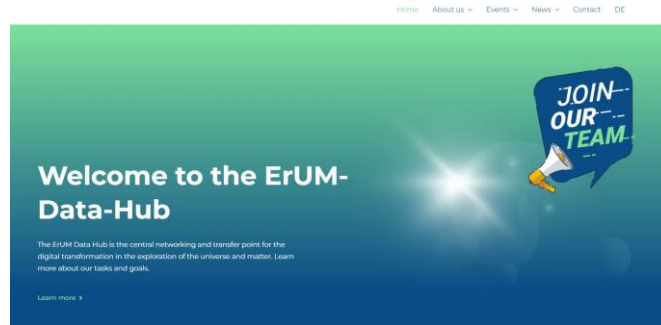 Home About us Events News Contact DE
JOIN
OUR
TEAM
Welcome to the ErUM-
Data-Hub
The ErUM Data Hub is the central networking and transfer point for the
digital transformation in the exploration of the universe and matter. Learn
more about our tasks and goals.
Learn more >